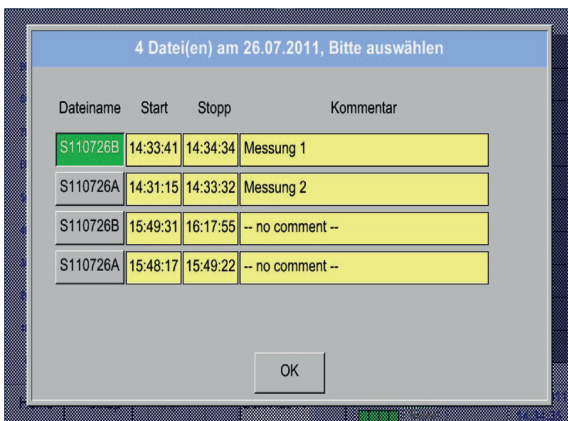 4 Datei(en) am 26.07.2011, Bitte auswählen
Dateiname Start Stopp Kommentar
S110726B 14:33:41 14:34:34 Messung 1
S110726A 14:31:15 14:33:32 Messung 2
S110726B 15:49:31 16:17:55 -- no comment --
S110726A 15:48:17 15:49:22 -- no comment --
OK